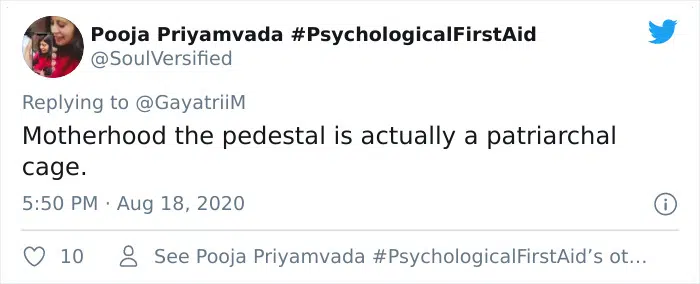 Pooja Priyamvada #PsychologicalFirstAid
@SoulVersified
Replying to @GayatriiM
Motherhood the pedestal is actually a patriarchal
cage.
5:50 PM · Aug 18, 2020
10 See Pooja Priyamvada #PsychologicalFirstAid’s ot...